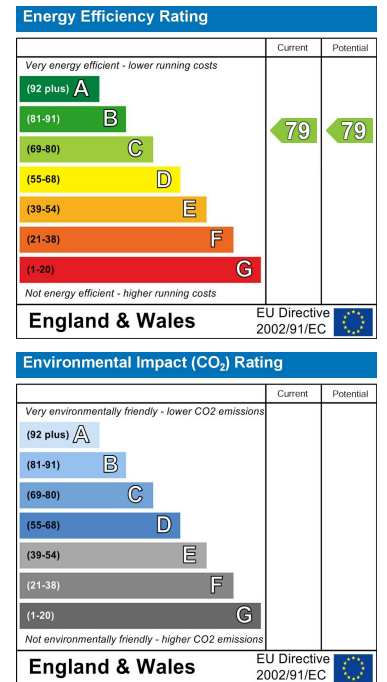 Energy Efficiency Rating
Current Potential
Very energy efficient - lower running costs
(92 plus) A
(81-91) B
(69-80) C
79 79
(55-68) D
(39-54) E
(21-38) F
(1-20) G
Not energy efficient - higher running costs
England & Wales
EU Directive
2002/91/EC
Environmental Impact (CO₂) Rating
Current Potential
Very environmentally friendly - lower CO2 emissions
(92 plus) A
(81-91) B
(69-80) C
(55-68) D
(39-54) E
(21-38) F
(1-20) G
Not environmentally friendly - higher CO2 emissions
England & Wales
EU Directive
2002/91/EC